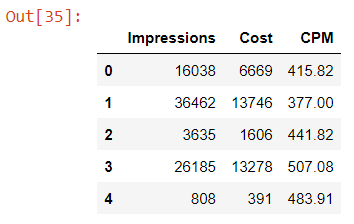 Out[35]:
Impressions Cost CPM
0 16038 6669 415.82
1 36462 13746 377.00
2 3635 1606 441.82
3 26185 13278 507.08
4 808 391 483.91